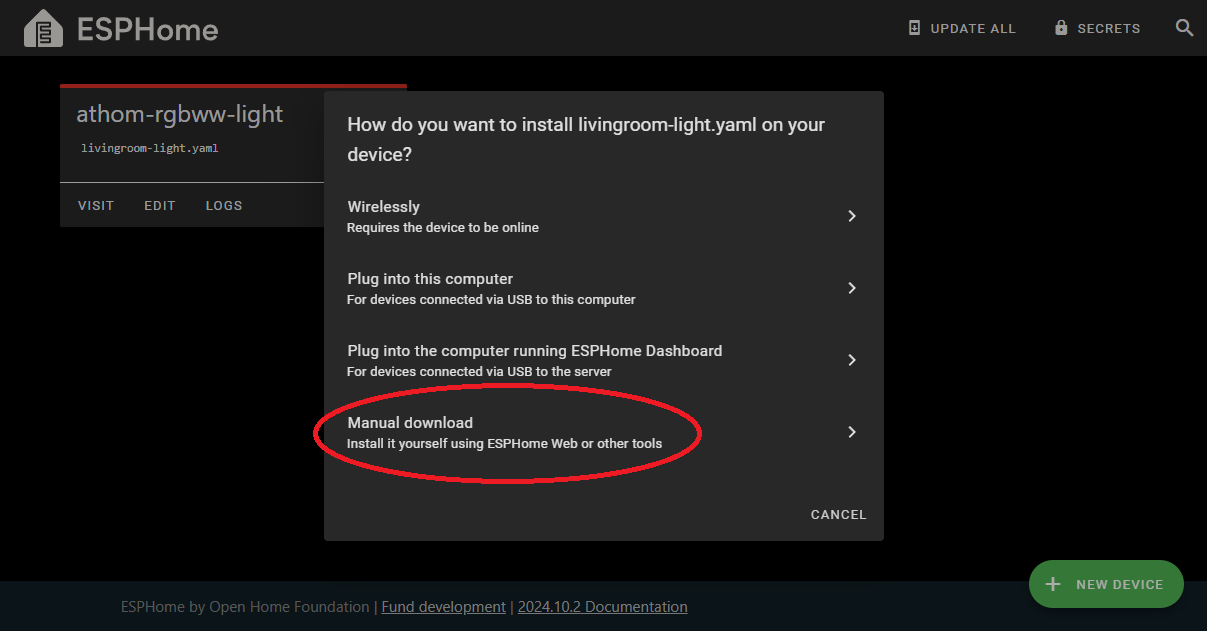 ESPHome
UPDATE ALL
SECRETS
athom-rgbww-light
livingroom-light.yaml
VISIT
EDIT
LOGS
How do you want to install livingroom-light.yaml on your
device?
Wirelessly
Requires the device to be online
Plug into this computer
For devices connected via USB to this computer
Plug into the computer running ESPHome Dashboard
For devices connected via USB to the server
Manual download
Install it yourself using ESPHome Web or other tools
CANCEL
NEW DEVICE
ESPHome by Open Home Foundation | Fund development | 2024.10.2 Documentation